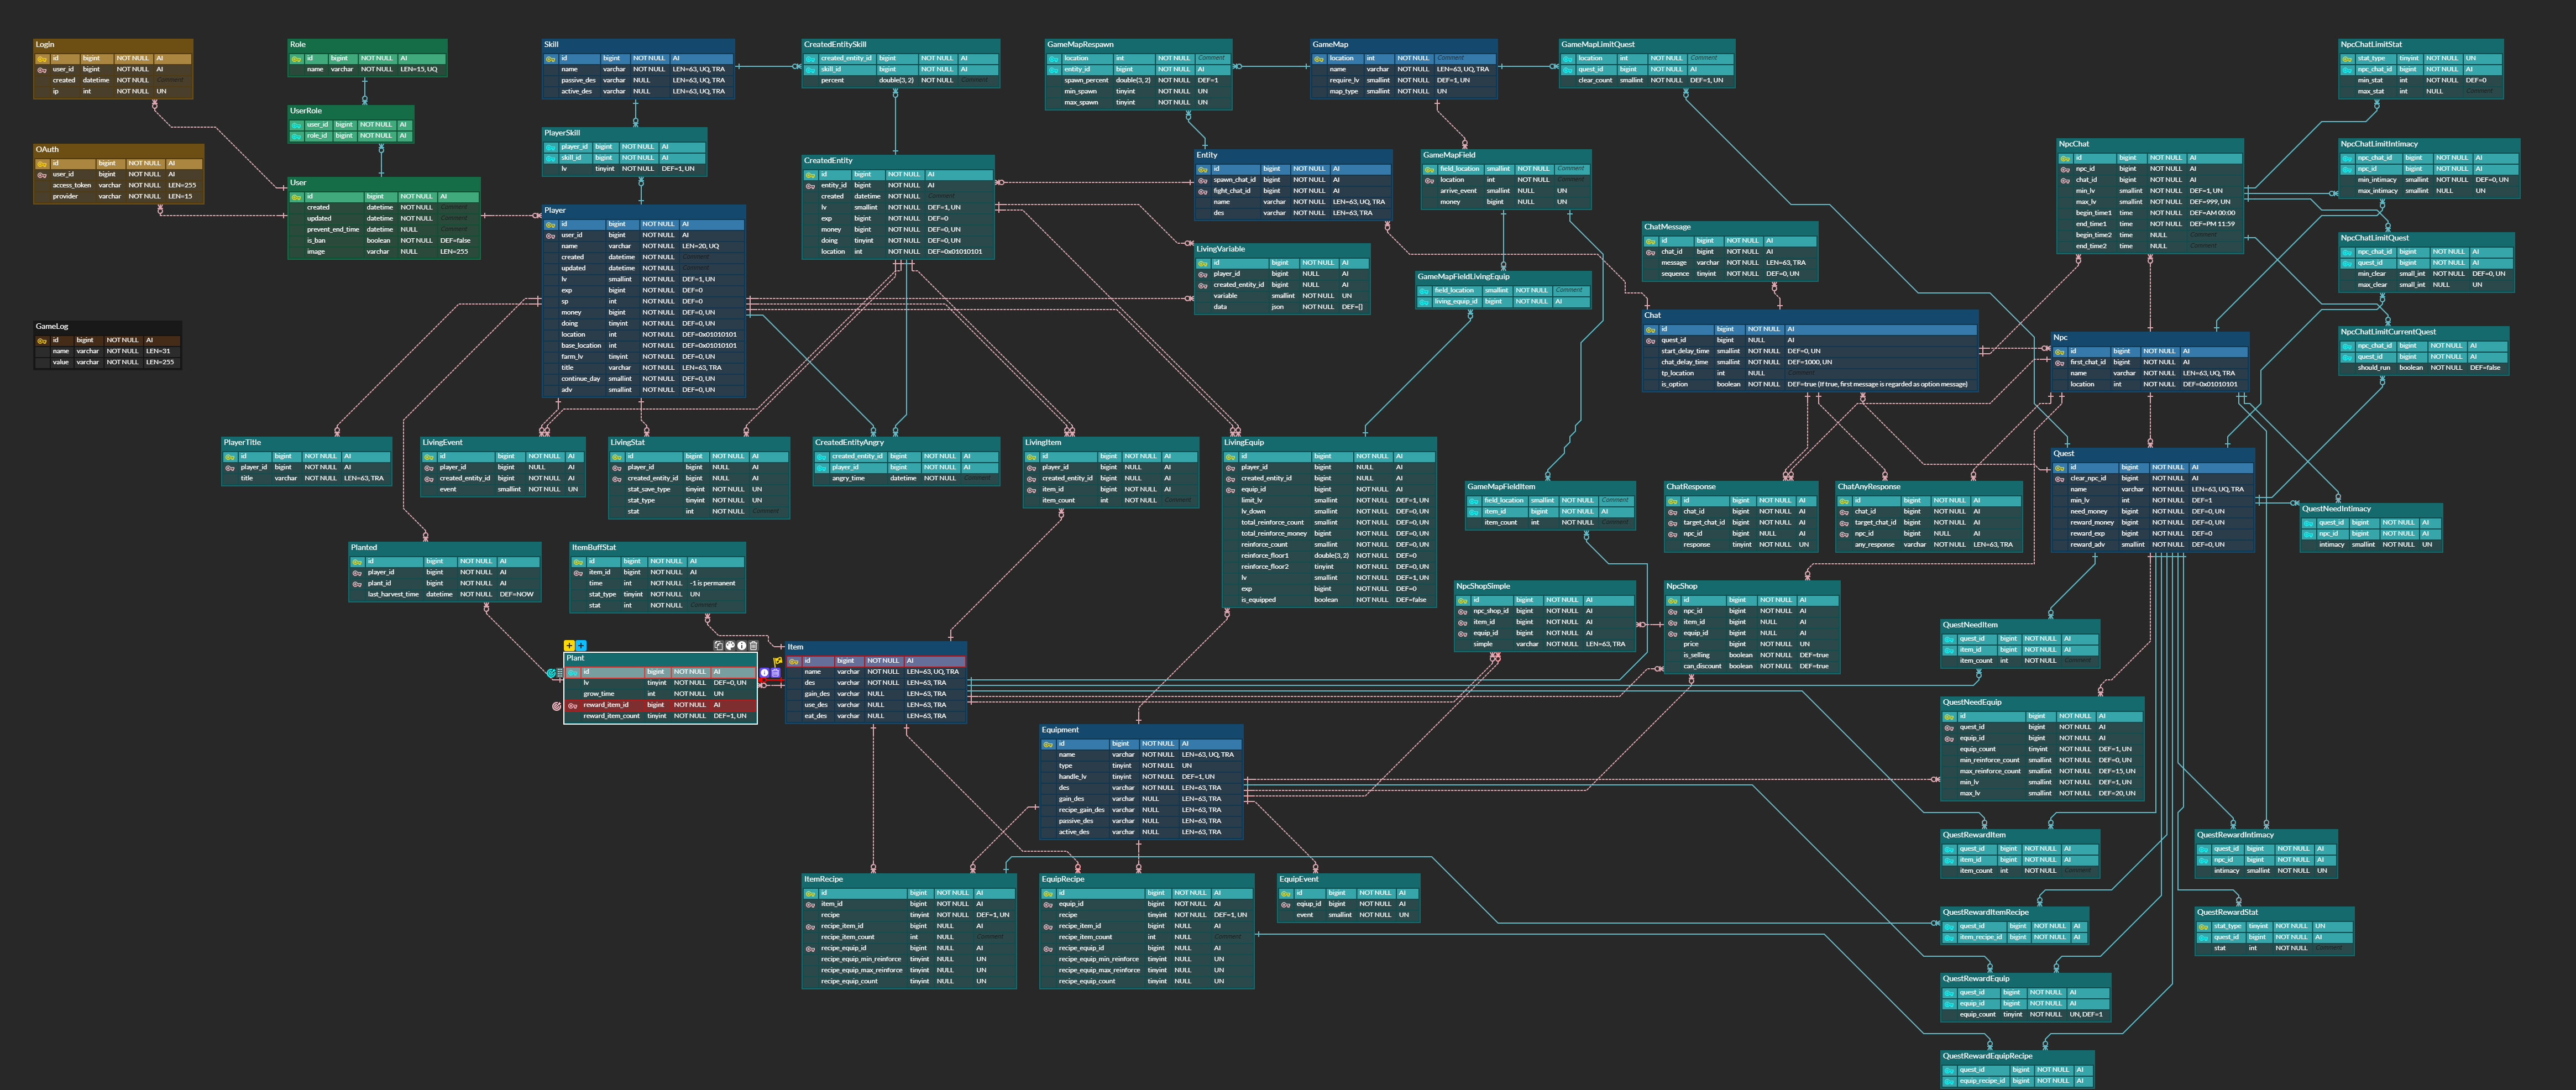 Login
id bigint NOT NULL AI
user_id bigint NOT NULL AI
created datetime NOT NULL Comment
ip int NOT NULL UN
OAuth
id bigint NOT NULL AI
user_id bigint NOT NULL AI
access_token varchar NOT NULL LEN=255
provider varchar NOT NULL LEN=15
GameLog
id bigint NOT NULL AI
name varchar NOT NULL LEN=31
value varchar NOT NULL LEN=255
Role
id bigint NOT NULL AI
name varchar NOT NULL LEN=15, UQ
UserRole
user_id bigint NOT NULL AI
role_id bigint NOT NULL AI
User
id bigint NOT NULL AI
created datetime NOT NULL Comment
updated datetime NOT NULL Comment
prevent_end_time datetime NULL Comment
is_ban boolean NOT NULL DEF=false
image varchar NULL LEN=255
Skill
id bigint NOT NULL AI
name varchar NOT NULL LEN=63, UQ, TRA
passive_des varchar NULL LEN=63, UQ, TRA
active_des varchar NULL LEN=63, UQ, TRA
PlayerSkill
player_id bigint NOT NULL AI
skill_id bigint NOT NULL AI
lv tinyint NOT NULL DEF=1, UN
Player
id bigint NOT NULL AI
user_id bigint NOT NULL AI
name varchar NOT NULL LEN=20, UQ
created datetime NOT NULL Comment
updated datetime NOT NULL Comment
lv smallint NOT NULL DEF=1, UN
exp bigint NOT NULL DEF=0
sp int NOT NULL DEF=0
money bigint NOT NULL DEF=0, UN
doing tinyint NOT NULL DEF=0, UN
location int NOT NULL DEF=0x01010101
base_location int NOT NULL DEF=0x01010101
farm_lv tinyint NOT NULL DEF=0, UN
title varchar NOT NULL LEN=63, TRA
continue_day smallint NOT NULL DEF=0, UN
adv smallint NOT NULL DEF=0, UN
CreatedEntitySkill
created_entity_id bigint NOT NULL AI
skill_id bigint NOT NULL AI
percent double(3, 2) NOT NULL Comment
CreatedEntity
id bigint NOT NULL AI
entity_id bigint NOT NULL AI
created datetime NOT NULL Comment
lv smallint NOT NULL DEF=1, UN
exp bigint NOT NULL DEF=0
money bigint NOT NULL DEF=0, UN
doing tinyint NOT NULL DEF=0, UN
location int NOT NULL DEF=0x01010101
GameMapRespawn
location int NOT NULL Comment
entity_id bigint NOT NULL AI
spawn_percent double(3, 2) NOT NULL DEF=1
min_spawn tinyint NOT NULL UN
max_spawn tinyint NOT NULL UN
GameMap
location int NOT NULL Comment
name varchar NOT NULL LEN=63, UQ, TRA
require_lv smallint NOT NULL DEF=1, UN
map_type smallint NOT NULL UN
GameMapLimitQuest
location int NOT NULL Comment
quest_id bigint NOT NULL AI
clear_count smallint NOT NULL DEF=1, UN
Entity
id bigint NOT NULL AI
spawn_chat_id bigint NOT NULL AI
fight_chat_id bigint NOT NULL AI
name varchar NOT NULL LEN=63, UQ, TRA
des varchar NOT NULL LEN=63, TRA
GameMapField
field_location smallint NOT NULL Comment
location int NOT NULL Comment
arrive_event smallint NULL UN
money bigint NOT NULL UN
LivingVariable
id bigint NOT NULL AI
player_id bigint NULL AI
created_entity_id bigint NULL AI
variable smallint NOT NULL UN
data json NOT NULL DEF=[]
GameMapFieldLivingEquip
field_location smallint NOT NULL Comment
living_equip_id bigint NOT NULL AI
ChatMessage
id bigint NOT NULL AI
chat_id bigint NOT NULL AI
message varchar NOT NULL LEN=63, TRA
sequence tinyint NOT NULL DEF=0, UN
Chat
id bigint NOT NULL AI
quest_id bigint NULL AI
start_delay_time smallint NOT NULL DEF=0, UN
chat_delay_time smallint NOT NULL DEF=1000, UN
tp_location int NULL Comment
is_option boolean NOT NULL DEF=true (If true, first message is regarded as option message)
NpcChat
id bigint NOT NULL AI
npc_id bigint NOT NULL AI
chat_id bigint NOT NULL AI
min_lv smallint NOT NULL DEF=1, UN
max_lv smallint NOT NULL DEF=999, UN
begin_time1 time NOT NULL DEF=AM 00:00
end_time1 time NOT NULL DEF=PM 11:59
begin_time2 time NULL Comment
end_time2 time NULL Comment
NpcChatLimitStat
stat_type tinyint NOT NULL UN
npc_chat_id bigint NOT NULL AI
min_stat int NOT NULL DEF=0
max_stat int NULL Comment
NpcChatLimitIntimacy
npc_chat_id bigint NOT NULL AI
npc_id bigint NOT NULL AI
min_intimacy smallint NOT NULL DEF=0, UN
max_intimacy smallint NULL UN
NpcChatLimitQuest
npc_chat_id bigint NOT NULL AI
quest_id bigint NOT NULL AI
min_clear small_int NOT NULL DEF=0, UN
max_clear small_int NULL UN
NpcChatLimitCurrentQuest
npc_chat_id bigint NOT NULL AI
quest_id bigint NOT NULL AI
should_run boolean NOT NULL DEF=false
Npc
id bigint NOT NULL AI
first_chat_id bigint NOT NULL AI
name varchar NOT NULL LEN=63, UQ, TRA
location int NOT NULL DEF=0x01010101
PlayerTitle
id bigint NOT NULL AI
player_id bigint NOT NULL AI
title varchar NOT NULL LEN=63, TRA
LivingEvent
id bigint NOT NULL AI
player_id bigint NULL AI
created_entity_id bigint NULL AI
event smallint NOT NULL UN
LivingStat
id bigint NOT NULL AI
player_id bigint NULL AI
created_entity_id bigint NULL AI
stat_save_type tinyint NOT NULL UN
stat_type tinyint NOT NULL UN
stat int NOT NULL Comment
CreatedEntityAngry
created_entity_id bigint NOT NULL AI
player_id bigint NOT NULL AI
angry_time datetime NOT NULL Comment
LivingItem
id bigint NOT NULL AI
player_id bigint NULL AI
created_entity_id bigint NULL AI
item_id bigint NOT NULL AI
item_count int NOT NULL Comment
LivingEquip
id bigint NOT NULL AI
player_id bigint NULL AI
created_entity_id bigint NULL AI
equip_id bigint NOT NULL AI
limit_lv smallint NOT NULL DEF=1, UN
lv_down smallint NOT NULL DEF=0, UN
total_reinforce_count smallint NOT NULL DEF=0, UN
total_reinforce_money bigint NOT NULL DEF=0, UN
reinforce_count smallint NOT NULL DEF=0, UN
reinforce_floor1 double(3, 2) NOT NULL DEF=0
reinforce_floor2 tinyint NOT NULL DEF=0, UN
lv smallint NOT NULL DEF=1, UN
exp bigint NOT NULL DEF=0
is_equipped boolean NOT NULL DEF=false
GameMapFieldItem
field_location smallint NOT NULL Comment
item_id bigint NOT NULL AI
item_count int NOT NULL Comment
ChatResponse
id bigint NOT NULL AI
chat_id bigint NOT NULL AI
target_chat_id bigint NOT NULL AI
npc_id bigint NULL AI
response tinyint NOT NULL UN
ChatAnyResponse
id bigint NOT NULL AI
chat_id bigint NOT NULL AI
target_chat_id bigint NOT NULL AI
npc_id bigint NULL AI
any_response varchar NOT NULL LEN=63, TRA
Quest
id bigint NOT NULL AI
clear_npc_id bigint NOT NULL AI
name varchar NOT NULL LEN=63, UQ, TRA
min_lv int NOT NULL DEF=1
need_money bigint NOT NULL DEF=0, UN
reward_money bigint NOT NULL DEF=0, UN
reward_exp bigint NOT NULL DEF=0
reward_adv smallint NOT NULL DEF=0, UN
QuestNeedIntimacy
quest_id bigint NOT NULL AI
npc_id bigint NOT NULL AI
intimacy smallint NOT NULL UN
Planted
id bigint NOT NULL AI
player_id bigint NOT NULL AI
plant_id bigint NOT NULL AI
last_harvest_time datetime NOT NULL DEF=NOW
ItemBuffStat
id bigint NOT NULL AI
item_id bigint NOT NULL AI
time int NOT NULL -1 is permanent
stat_type tinyint NOT NULL UN
stat int NOT NULL Comment
Plant
id bigint NOT NULL AI
lv tinyint NOT NULL DEF=0, UN
grow_time int NOT NULL UN
reward_item_id bigint NOT NULL AI
reward_item_count tinyint NOT NULL DEF=1, UN
Item
id bigint NOT NULL AI
name varchar NOT NULL LEN=63, UQ, TRA
des varchar NOT NULL LEN=63, TRA
gain_des varchar NULL LEN=63, TRA
use_des varchar NULL LEN=63, TRA
eat_des varchar NULL LEN=63, TRA
NpcShopSimple
id bigint NOT NULL AI
npc_shop_id bigint NOT NULL AI
item_id bigint NOT NULL AI
equip_id bigint NOT NULL AI
simple varchar NOT NULL LEN=63, TRA
NpcShop
id bigint NOT NULL AI
npc_id bigint NOT NULL AI
item_id bigint NULL AI
equip_id bigint NULL AI
price bigint NOT NULL UN
is_selling boolean NOT NULL DEF=true
can_discount boolean NOT NULL DEF=true
QuestNeedItem
quest_id bigint NOT NULL AI
item_id bigint NOT NULL AI
item_count int NOT NULL Comment
QuestNeedEquip
id bigint NOT NULL AI
quest_id bigint NOT NULL AI
equip_id bigint NOT NULL AI
equip_count tinyint NOT NULL DEF=1, UN
min_reinforce_count smallint NOT NULL DEF=0, UN
max_reinforce_count smallint NOT NULL DEF=15, UN
min_lv smallint NOT NULL DEF=1, UN
max_lv smallint NOT NULL DEF=20, UN
Equipment
id bigint NOT NULL AI
name varchar NOT NULL LEN=63, UQ, TRA
type tinyint NOT NULL UN
handle_lv tinyint NOT NULL DEF=1, UN
des varchar NOT NULL LEN=63, TRA
gain_des varchar NULL LEN=63, TRA
recipe_gain_des varchar NULL LEN=63, TRA
passive_des varchar NULL LEN=63, TRA
active_des varchar NULL LEN=63, TRA
ItemRecipe
id bigint NOT NULL AI
item_id bigint NOT NULL AI
recipe tinyint NOT NULL DEF=1, UN
recipe_item_id bigint NULL AI
recipe_item_count int NULL Comment
recipe_equip_id bigint NULL AI
recipe_equip_min_reinforce tinyint NULL UN
recipe_equip_max_reinforce tinyint NULL UN
recipe_equip_count tinyint NULL UN
EquipRecipe
id bigint NOT NULL AI
equip_id bigint NOT NULL AI
recipe tinyint NOT NULL DEF=1, UN
recipe_item_id bigint NULL AI
recipe_item_count int NULL Comment
recipe_equip_id bigint NULL AI
recipe_equip_min_reinforce tinyint NULL UN
recipe_equip_max_reinforce tinyint NULL UN
recipe_equip_count tinyint NULL UN
EquipEvent
id bigint NOT NULL AI
eqiup_id bigint NOT NULL AI
event smallint NOT NULL UN
QuestRewardItem
quest_id bigint NOT NULL AI
item_id bigint NOT NULL AI
item_count int NOT NULL Comment
QuestRewardIntimacy
quest_id bigint NOT NULL AI
npc_id bigint NOT NULL AI
intimacy smallint NOT NULL UN
QuestRewardItemRecipe
quest_id bigint NOT NULL AI
item_recipe_id bigint NOT NULL AI
QuestRewardStat
stat_type tinyint NOT NULL UN
quest_id bigint NOT NULL AI
stat int NOT NULL Comment
QuestRewardEquip
quest_id bigint NOT NULL AI
equip_id bigint NOT NULL AI
equip_count tinyint NOT NULL UN, DEF=1
QuestRewardEquipRecipe
quest_id bigint NOT NULL AI
equip_recipe_id bigint NOT NULL AI